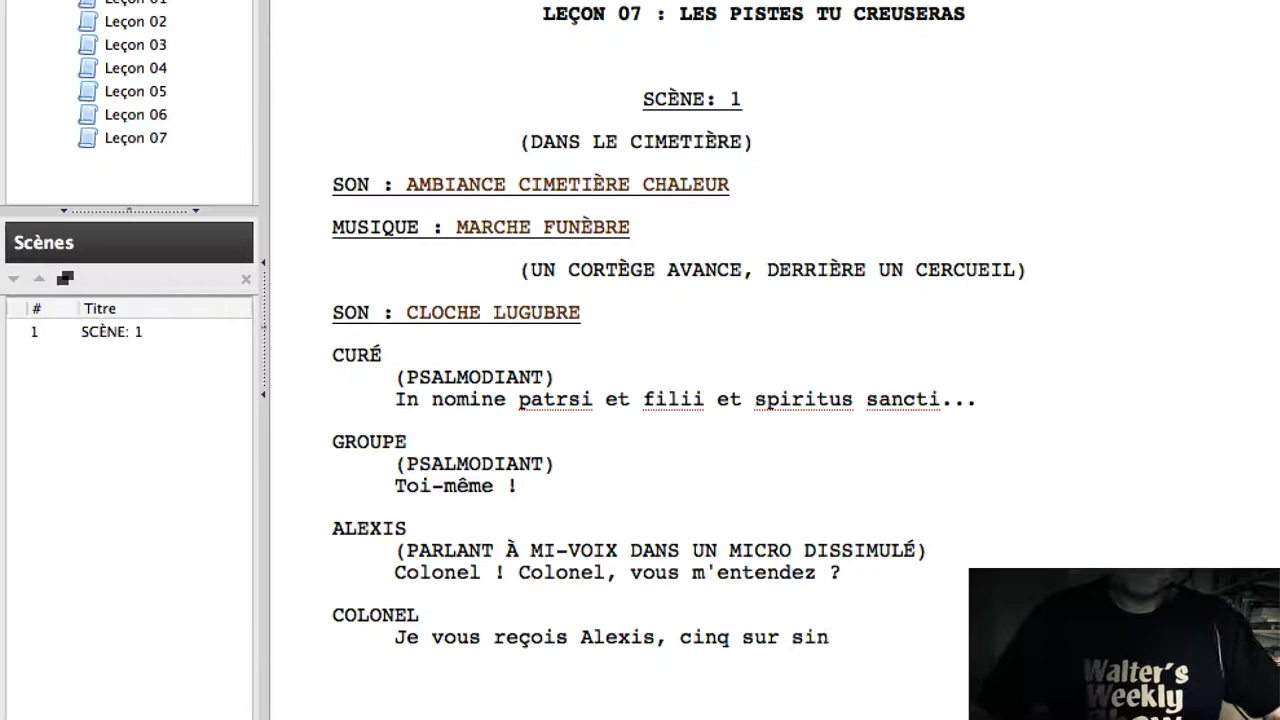 Leçon 01
Leçon 02
Leçon 03
Leçon 04
Leçon 05
Leçon 06
Leçon 07
Scènes
# Titre
1 SCÈNE: 1
LEÇON 07 : LES PISTES TU CREUSERAS
SCÈNE: 1
(DANS LE CIMETIÈRE)
SON : AMBIANCE CIMETIÈRE CHALEUR
MUSIQUE : MARCHE FUNÈBRE
(UN CORTÈGE AVANCE, DERRIÈRE UN CERCUEIL)
SON : CLOCHE LUGUBRE
CURÉ
(PSALMODIANT)
In nomine patrsi et filii et spiritus sancti...
GROUPE
(PSALMODIANT)
Toi-même !
ALEXIS
(PARLANT À MI-VOIX DANS UN MICRO DISSIMULÉ)
Colonel ! Colonel, vous m'entendez ?
COLONEL
Je vous reçois Alexis, cinq sur sin
Walter's
Weekly